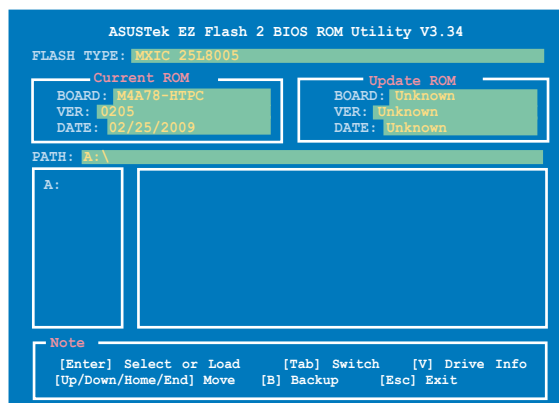 ASUSTek EZ Flash 2 BIOS ROM Utility V3.34
FLASH TYPE: MXIC 25L8005
Current ROM
BOARD: M4A78-HTPC
VER: 0205
DATE: 02/25/2009
Update ROM
BOARD: Unknown
VER: Unknown
DATE: Unknown
PATH: A:\
A:
Note
[Enter] Select or Load [Tab] Switch [V] Drive Info
[Up/Down/Home/End] Move [B] Backup [Esc] Exit